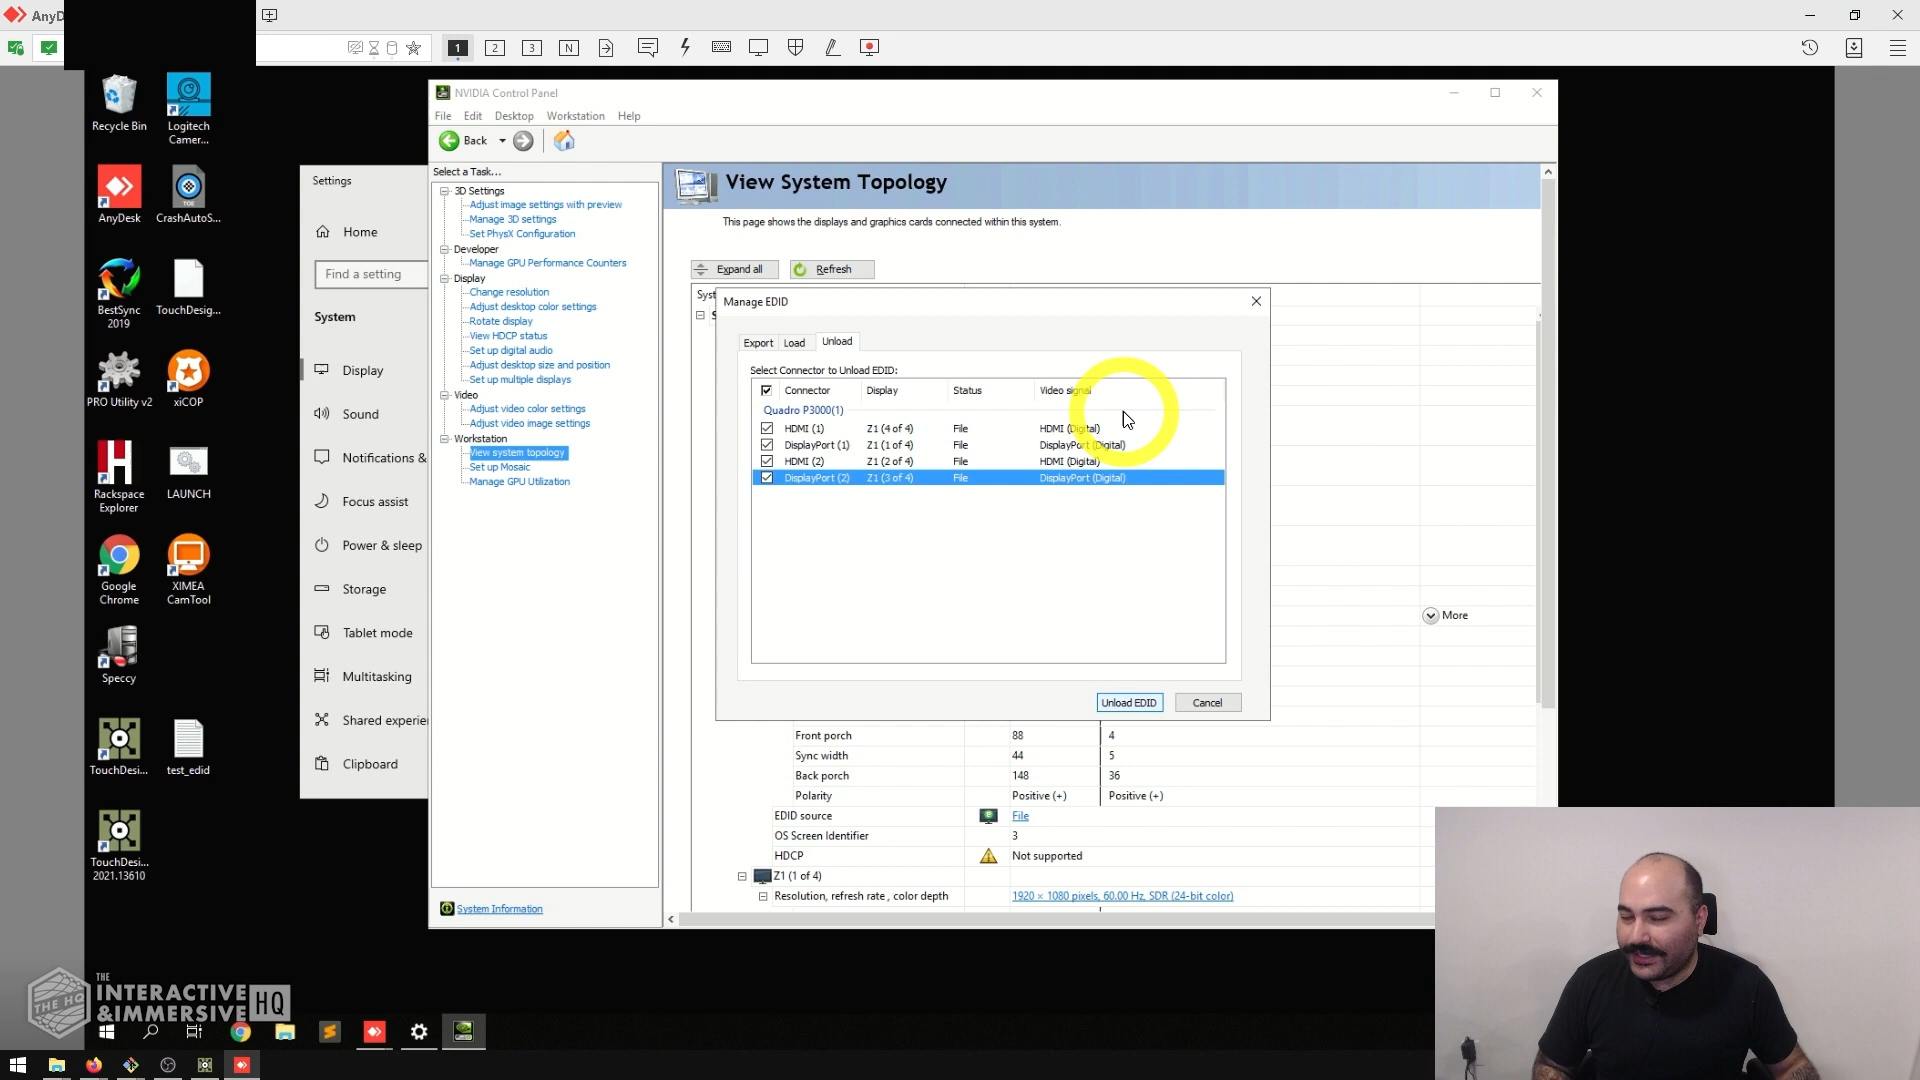 AnyD
1
2
3
N
Recycle Bin
Logitech
Camer...
AnyDesk
CrashAutoS...
BestSync
2019
TouchDesig...
PRO Utility v2
xiCOP
Rackspace
Explorer
LAUNCH
Google
Chrome
XIMEA
CamTool
Speccy
TouchDesi...
test_edid
TouchDesi...
2021.13610
Settings
Home
Find a setting
System
Display
Sound
Notifications &
Focus assist
Power & sleep
Storage
Tablet mode
Multitasking
Shared experie
Clipboard
NVIDIA Control Panel
File Edit Desktop Workstation Help
Back
Select a Task...
3D Settings
Adjust image settings with preview
Manage 3D settings
Set PhysX Configuration
Developer
Manage GPU Performance Counters
Display
Change resolution
Adjust desktop color settings
Rotate display
View HDCP status
Set up digital audio
Adjust desktop size and position
Set up multiple displays
Video
Adjust video color settings
Adjust video image settings
Workstation
View system topology
Set up Mosaic
Manage GPU Utilization
System Information
View System Topology
This page shows the displays and graphics cards connected within this system.
Expand all
Refresh
Syst
S
Manage EDID
Export Load Unload
Select Connector to Unload EDID:
Connector Display Status Video signal
Quadro P3000(1)
HDMI (1) Z1 (4 of 4) File HDMI (Digital)
DisplayPort (1) Z1 (1 of 4) File DisplayPort (Digital)
HDMI (2) Z1 (2 of 4) File HDMI (Digital)
DisplayPort (2) Z1 (3 of 4) File DisplayPort (Digital)
Unload EDID Cancel
More
Front porch 88 4
Sync width 44 5
Back porch 148 36
Polarity Positive (+) Positive (+)
EDID source File
OS Screen Identifier 3
HDCP Not supported
Z1 (1 of 4)
Resolution, refresh rate , color depth 1920 × 1080 pixels, 60.00 Hz, SDR (24-bit color)
THE HQ
THE
INTERACTIVE
&IMMERSIVE
HQ